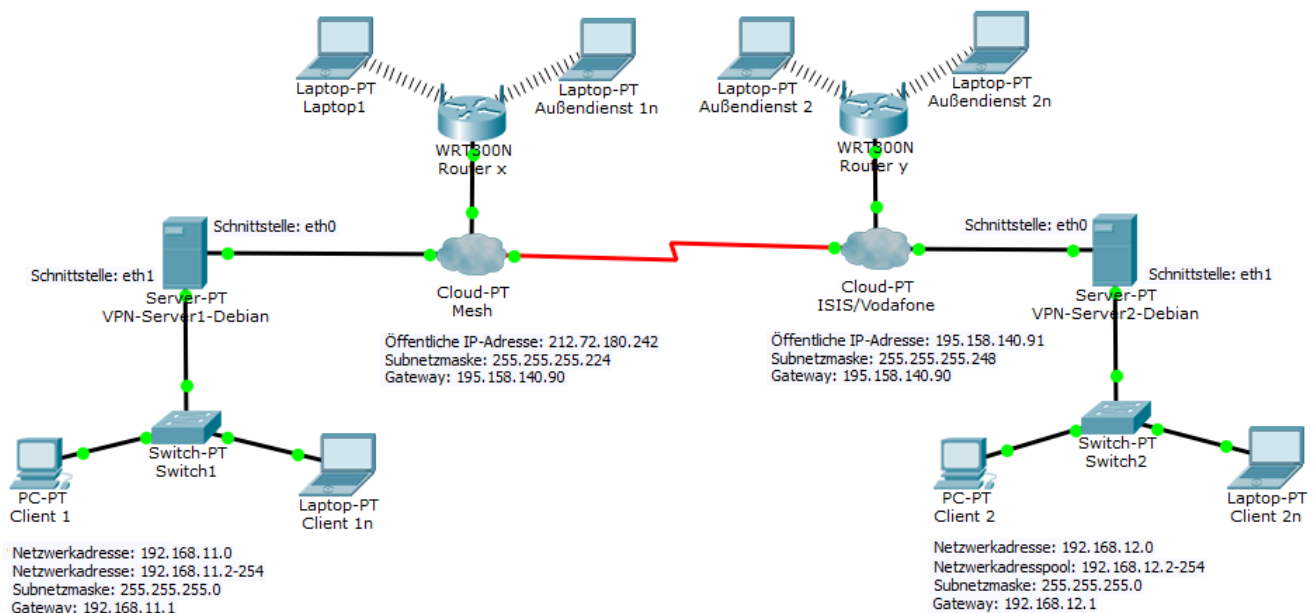 Laptop-PT
Laptop1
Laptop-PT
Außendienst 1n
Laptop-PT
Außendienst 2
Laptop-PT
Außendienst 2n
WRT300N
Router x
WRT300N
Router y
Schnittstelle: eth0
Schnittstelle: eth1
Server-PT
VPN-Server1-Debian
Cloud-PT
Mesh
Cloud-PT
ISIS/Vodafone
Schnittstelle: eth0
Schnittstelle: eth1
Server-PT
VPN-Server2-Debian
Öffentliche IP-Adresse: 212.72.180.242
Subnetzmaske: 255.255.255.224
Gateway: 195.158.140.90
Öffentliche IP-Adresse: 195.158.140.91
Subnetzmaske: 255.255.255.248
Gateway: 195.158.140.90
Switch-PT
Switch1
PC-PT
Client 1
Laptop-PT
Client 1n
Switch-PT
Switch2
PC-PT
Client 2
Laptop-PT
Client 2n
Netzwerkadresse: 192.168.11.0
Netzwerkadresse: 192.168.11.2-254
Subnetzmaske: 255.255.255.0
Gateway: 192.168.11.1
Netzwerkadresse: 192.168.12.0
Netzwerkadresspool: 192.168.12.2-254
Subnetzmaske: 255.255.255.0
Gateway: 192.168.12.1